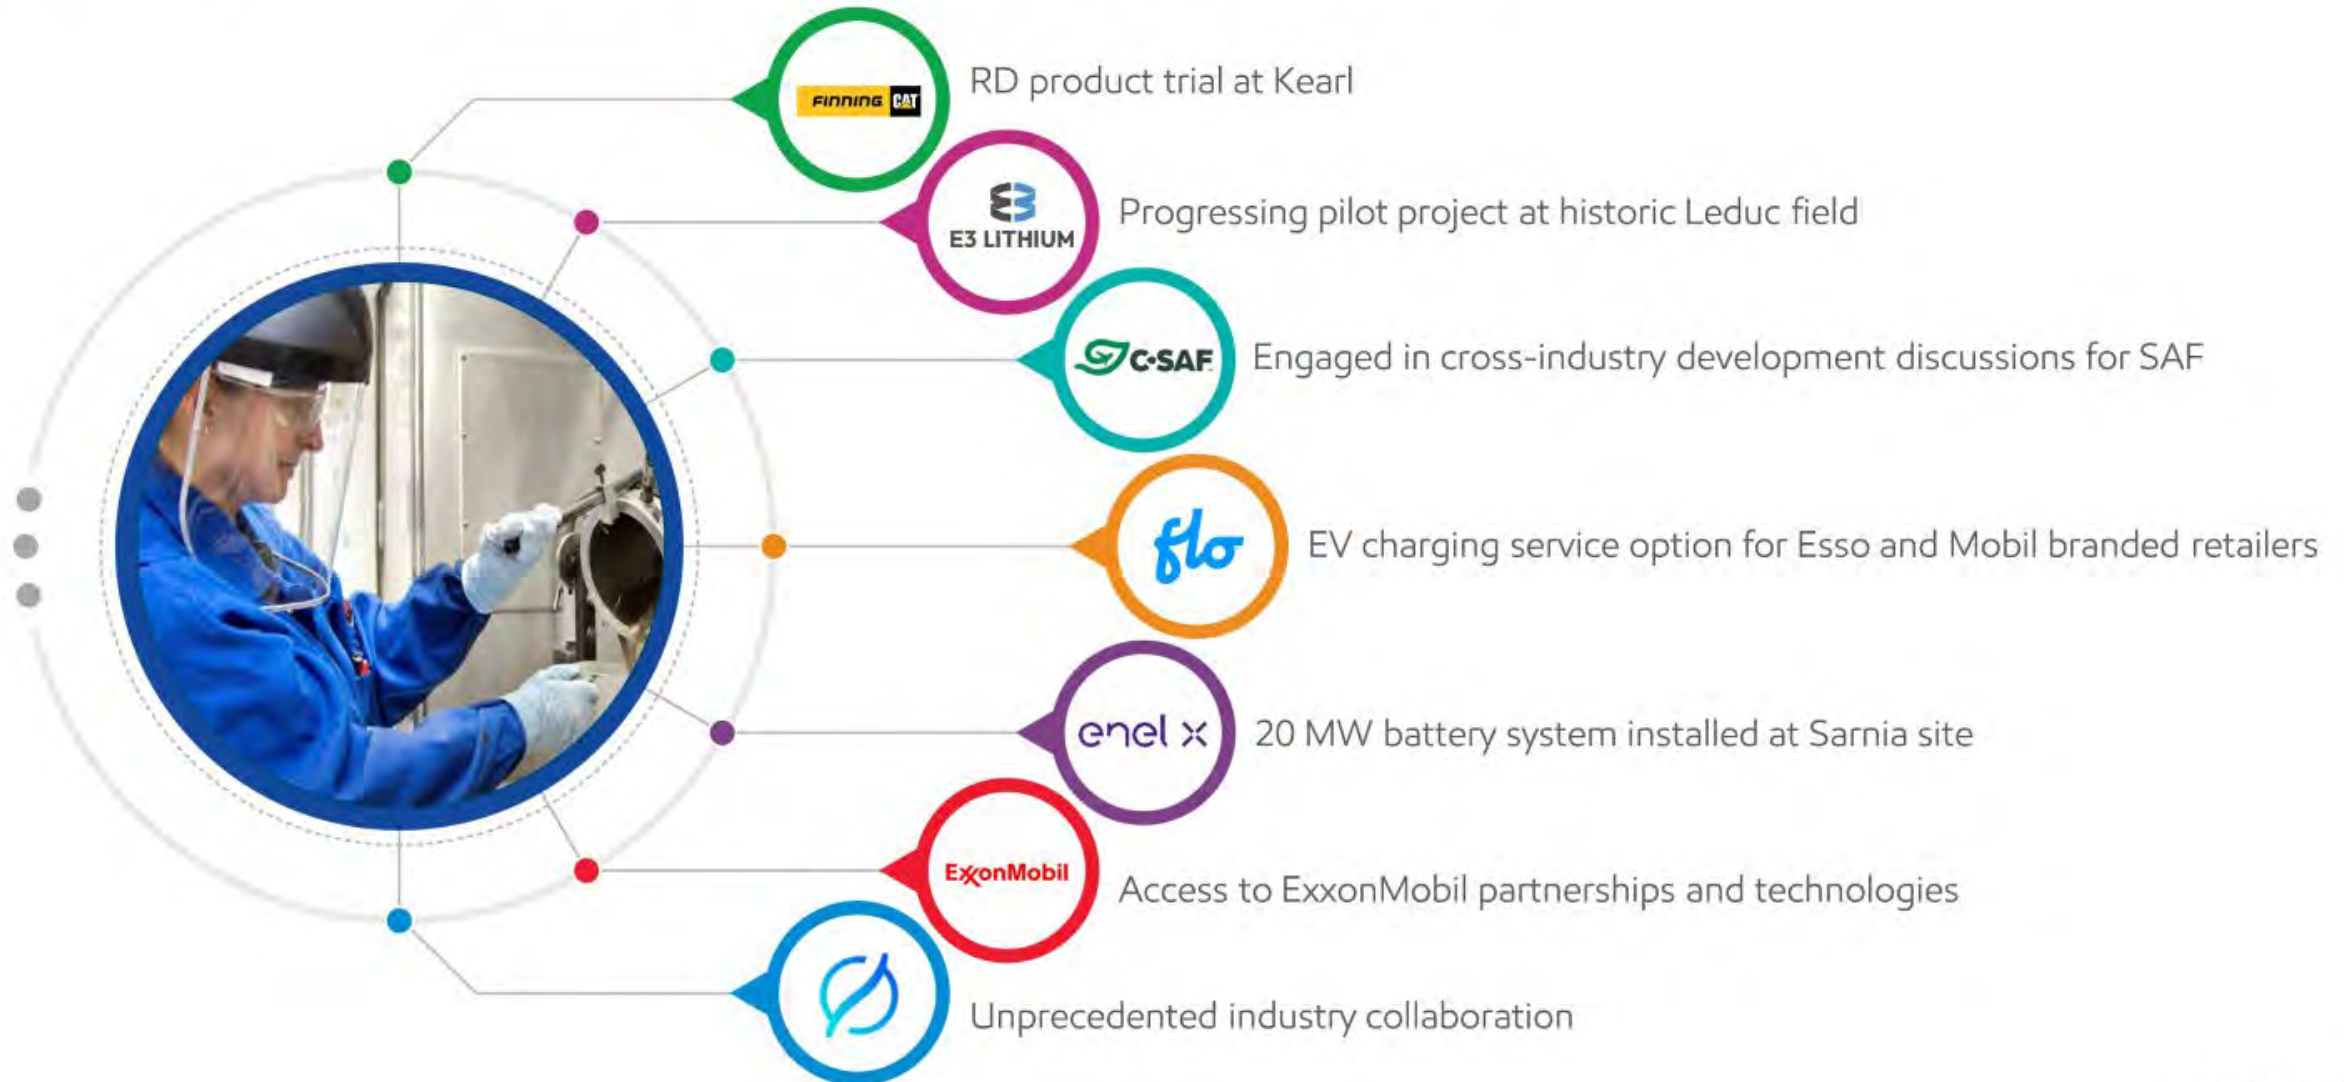 FINNING CAT
RD product trial at Kearl
E3 LITHIUM
Progressing pilot project at historic Leduc field
C·SAF
Engaged in cross-industry development discussions for SAF
flo
EV charging service option for Esso and Mobil branded retailers
enel x
20 MW battery system installed at Sarnia site
ExxonMobil
Access to ExxonMobil partnerships and technologies
Unprecedented industry collaboration